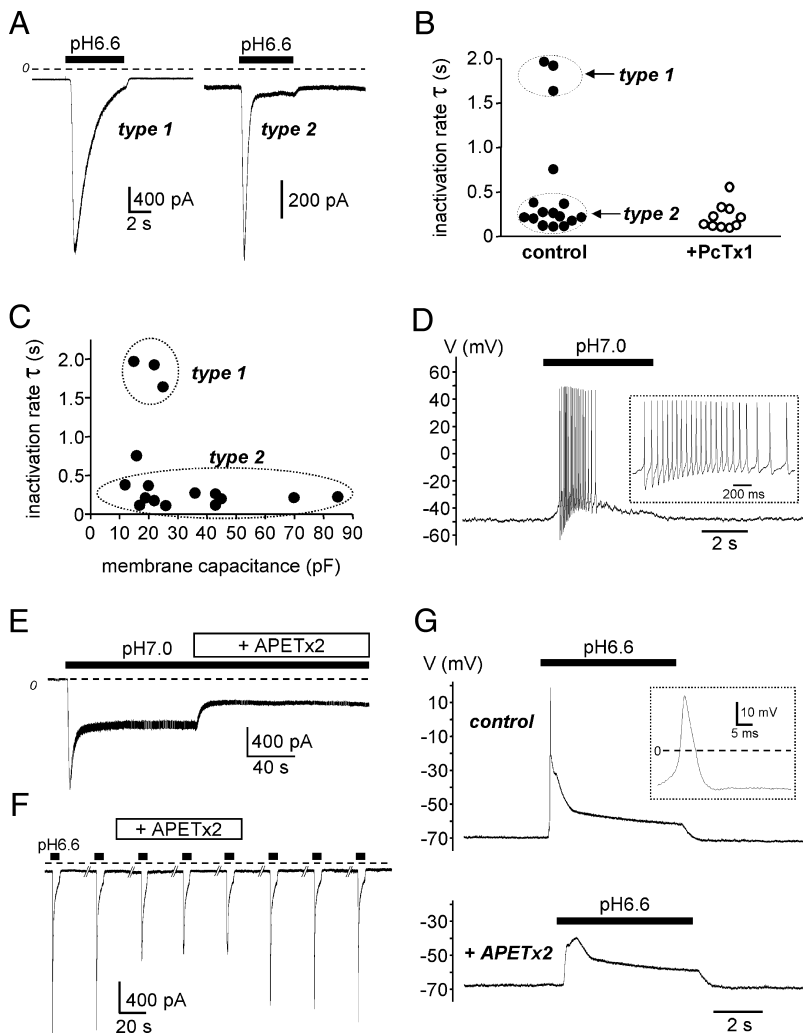 A
pH6.6
pH6.6
0
type 1
type 2
400 pA
2 s
200 pA
B
inactivation rate τ (s)
2.0
1.5
1.0
0.5
0
type 1
type 2
control
+PcTx1
C
inactivation rate τ (s)
2.0
1.5
1.0
0.5
0
type 1
type 2
0 10 20 30 40 50 60 70 80 90
membrane capacitance (pF)
D
V (mV)
pH7.0
60
40
20
0
-20
-40
-60
200 ms
2 s
E
pH7.0
+ APETx2
0
400 pA
40 s
F
+ APETx2
pH6.6
400 pA
20 s
G
V (mV)
pH6.6
10
-10
-30
-50
-70
control
10 mV
5 ms
0
pH6.6
-30
-50
-70
+ APETx2
2 s